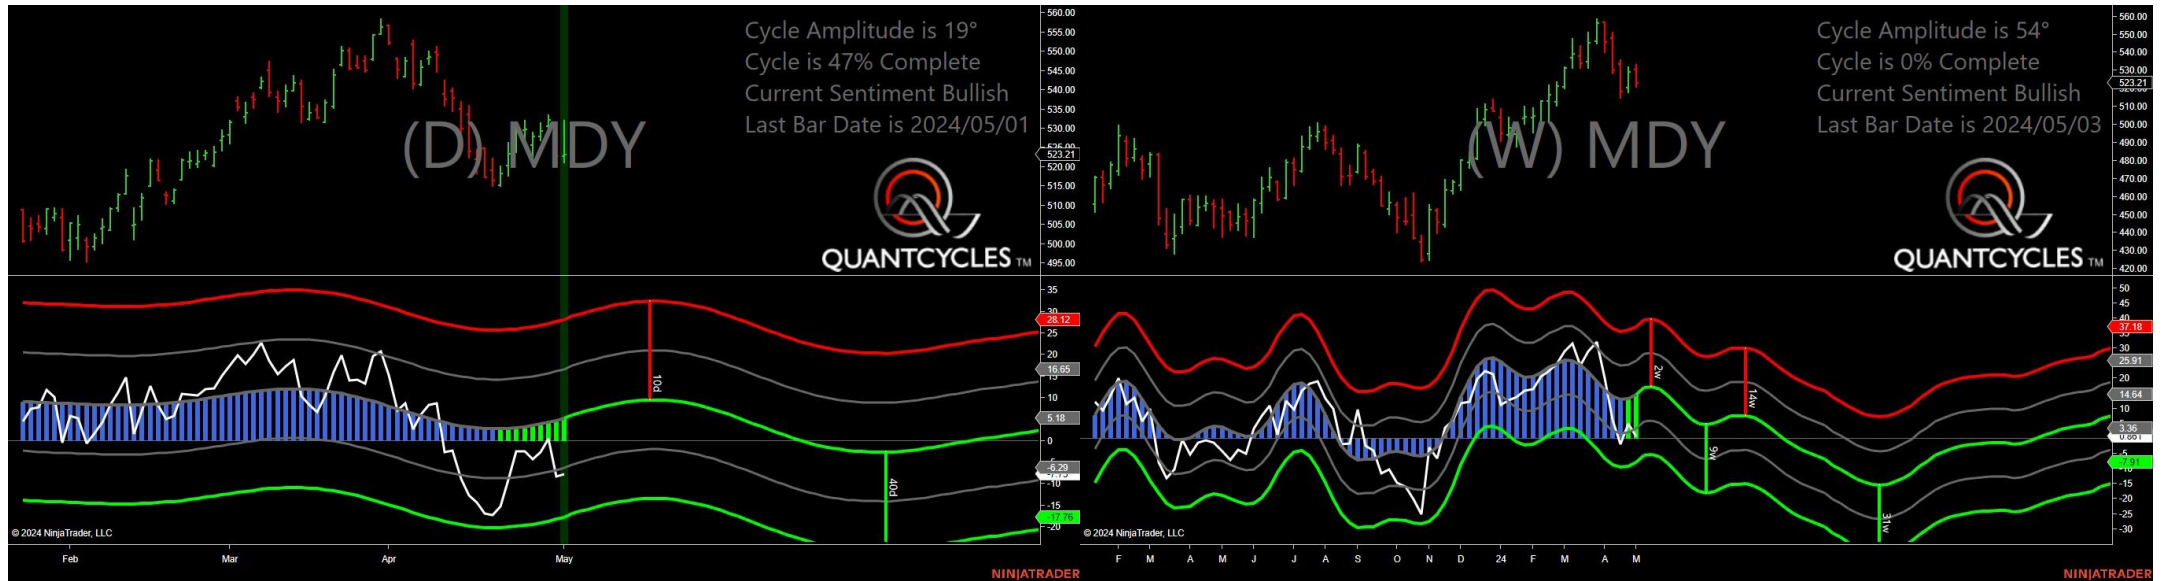 Cycle Amplitude is 19°
Cycle is 47% Complete
Current Sentiment Bullish
Last Bar Date is 2024/05/01
(D) MDY
QUANTCYCLES TM
560.00
555.00
550.00
545.00
540.00
535.00
530.00
523.21
520.00
515.00
510.00
505.00
500.00
495.00
35
28.12
25
20
16.65
10
5.18
0
-6.29
-10
-15
-17.76
-20
10d
40d
© 2024 NinjaTrader, LLC
Feb Mar Apr May
NINJATRADER
Cycle Amplitude is 54°
Cycle is 0% Complete
Current Sentiment Bullish
Last Bar Date is 2024/05/03
(W) MDY
QUANTCYCLES TM
560.00
550.00
540.00
530.00
523.21
510.00
500.00
490.00
480.00
470.00
460.00
450.00
440.00
430.00
420.00
50
45
40
37.18
30
25.91
20
14.64
10
3.36
-7.91
-15
-20
-25
-30
2w
14w
9w
31w
© 2024 NinjaTrader, LLC
F M A M J J A S O N D 24 F M A M
NINJATRADER